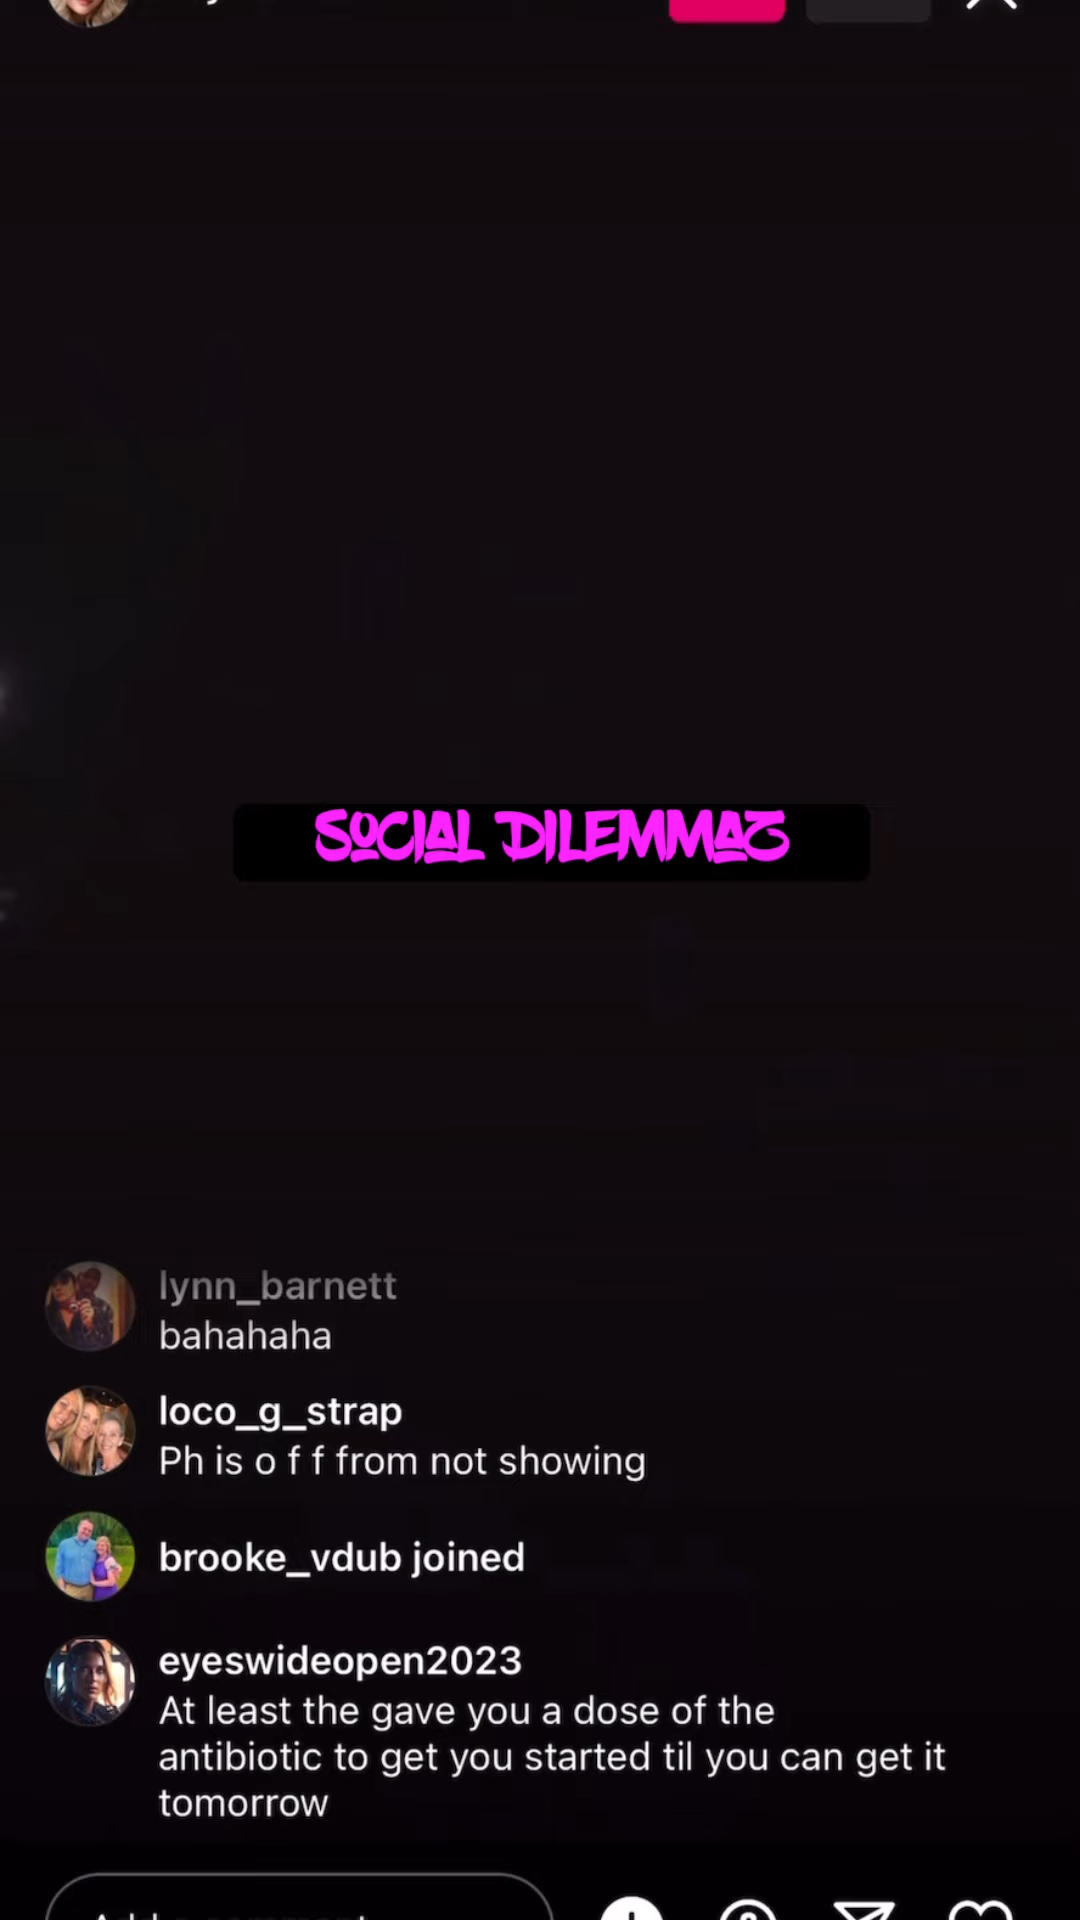 SOCIAL DILEMMAZ
lynn_barnett
bahahaha
loco_g_strap
Ph is o f f from not showing
brooke_vdub joined
eyeswideopen2023
At least the gave you a dose of the
antibiotic to get you started til you can get it
tomorrow